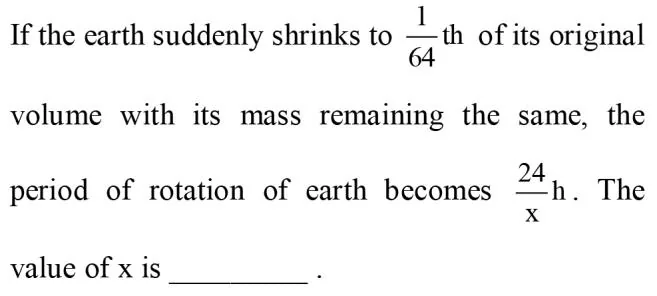 If the earth suddenly shrinks to 1/64 th of its original
volume with its mass remaining the same, the
period of rotation of earth becomes 24/x h. The
value of x is __________ .